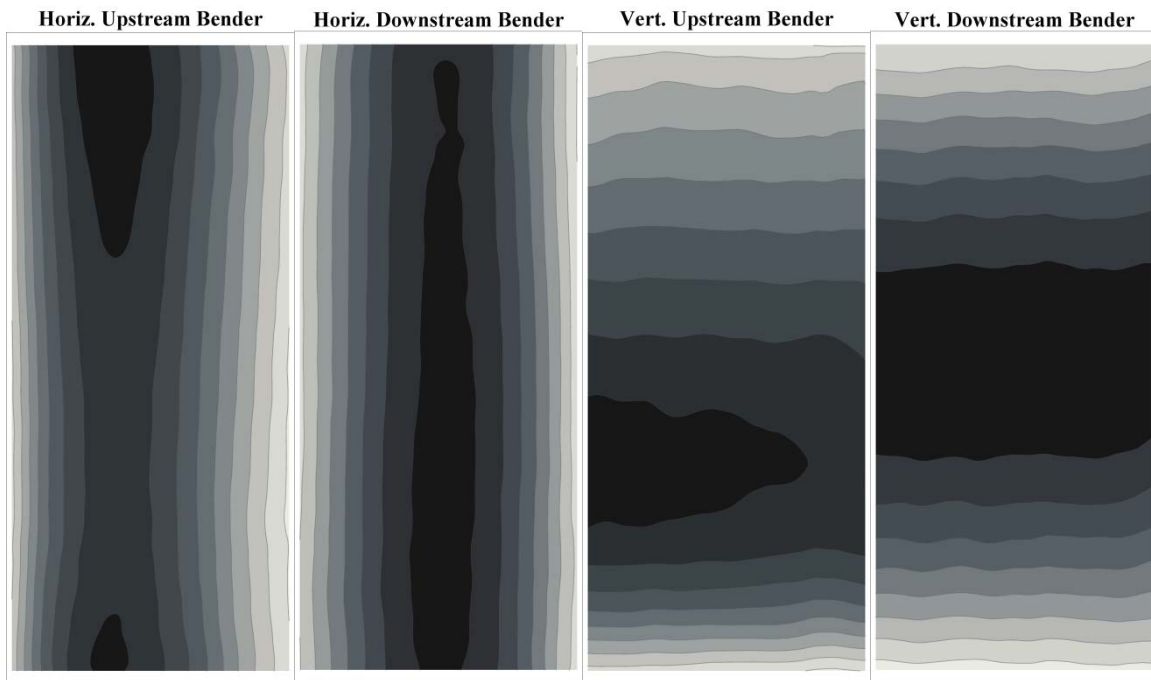 Horiz. Upstream Bender
Horiz. Downstream Bender
Vert. Upstream Bender
Vert. Downstream Bender